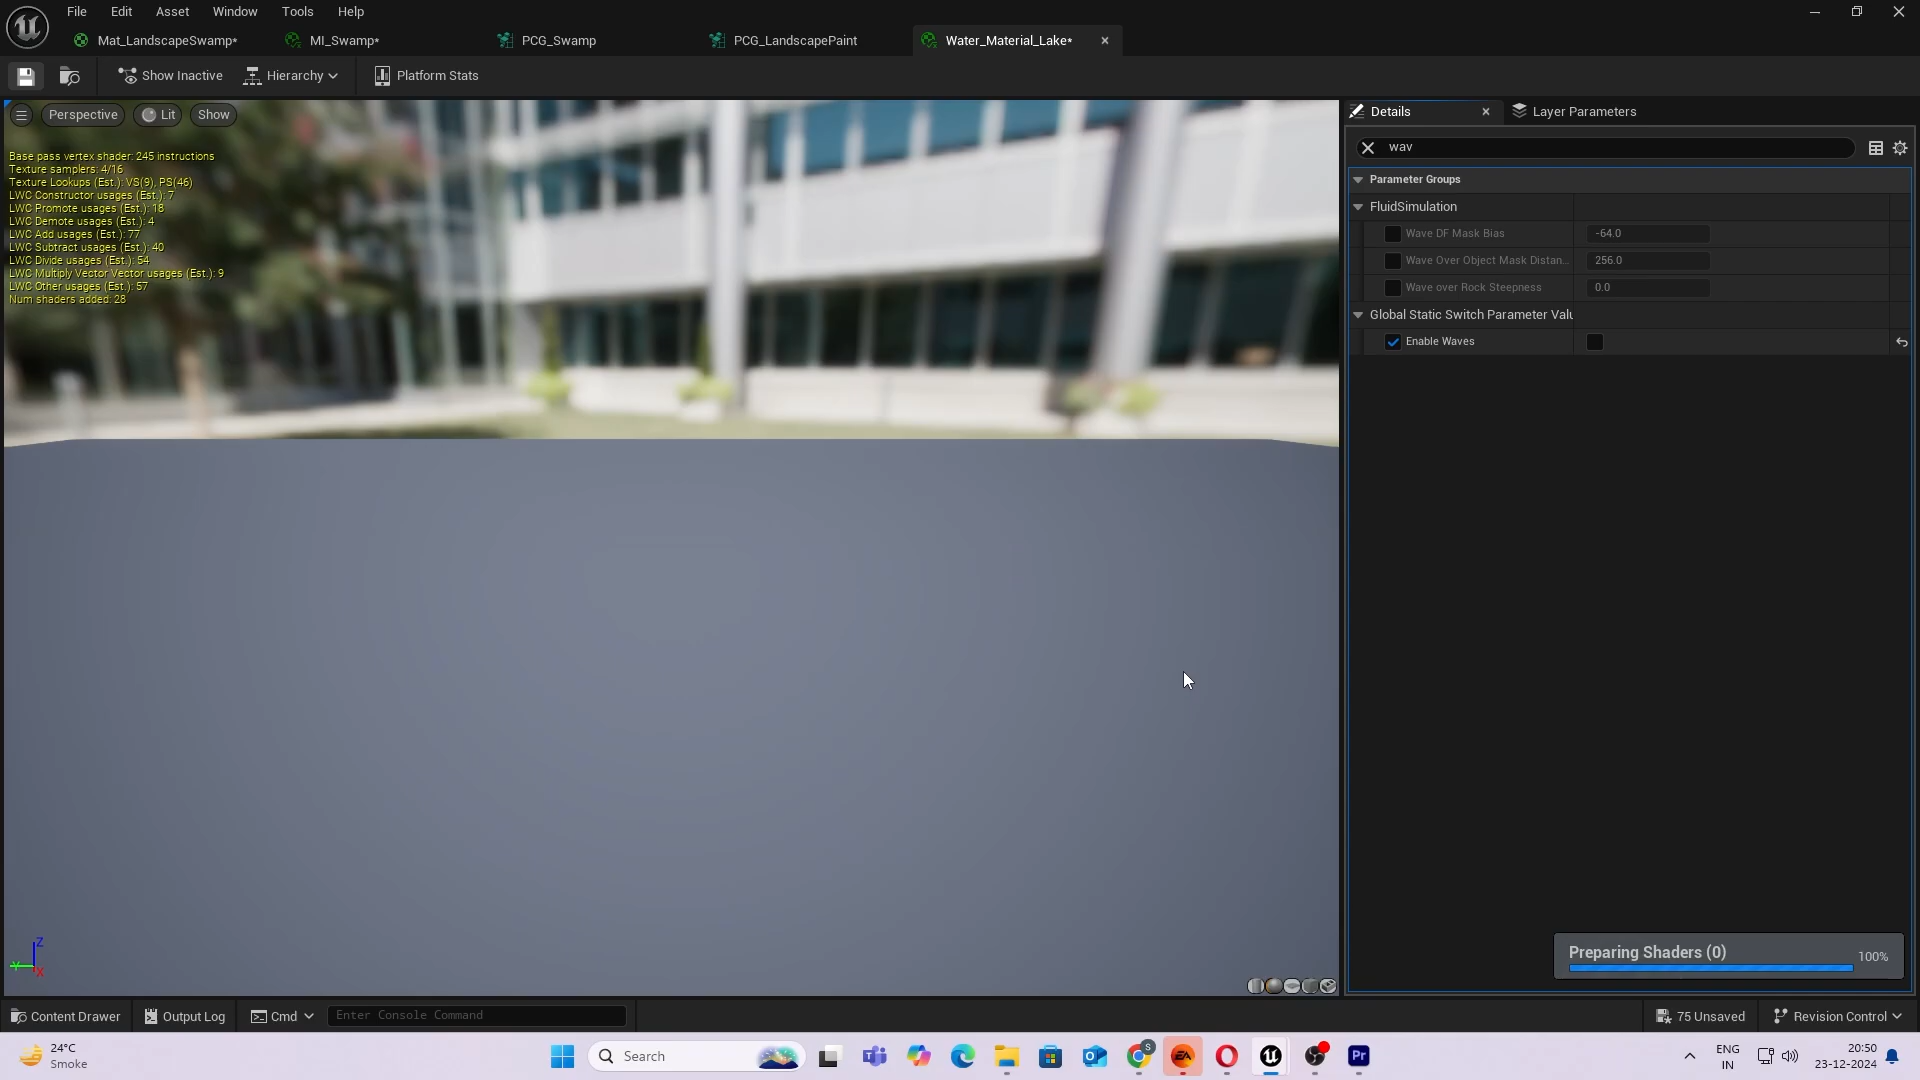 File Edit Asset Window Tools Help
Mat_LandscapeSwamp* MI_Swamp* PCG_Swamp PCG_LandscapePaint Water_Material_Lake*
Show Inactive Hierarchy Platform Stats
Perspective Lit Show
Base pass vertex shader: 245 instructions
Texture samplers: 4/16
Texture Lookups (Est.): VS(9), PS(46)
LWC Constructor usages (Est.): 7
LWC Promote usages (Est.): 18
LWC Demote usages (Est.): 4
LWC Add usages (Est.): 77
LWC Subtract usages (Est.): 40
LWC Divide usages (Est.): 54
LWC Multiply Vector Vector usages (Est.): 9
LWC Other usages (Est.): 57
Num shaders added: 28
Z
Y
X
Details Layer Parameters
wav
Parameter Groups
FluidSimulation
Wave DF Mask Bias -64.0
Wave Over Object Mask Distan... 256.0
Wave over Rock Steepness 0.0
Global Static Switch Parameter Valu
Enable Waves
Preparing Shaders (0) 100%
Content Drawer Output Log Cmd Enter Console Command 75 Unsaved Revision Control
24°C
Smoke
Search
S
EA
Pr
ENG
IN
20:50
23-12-2024